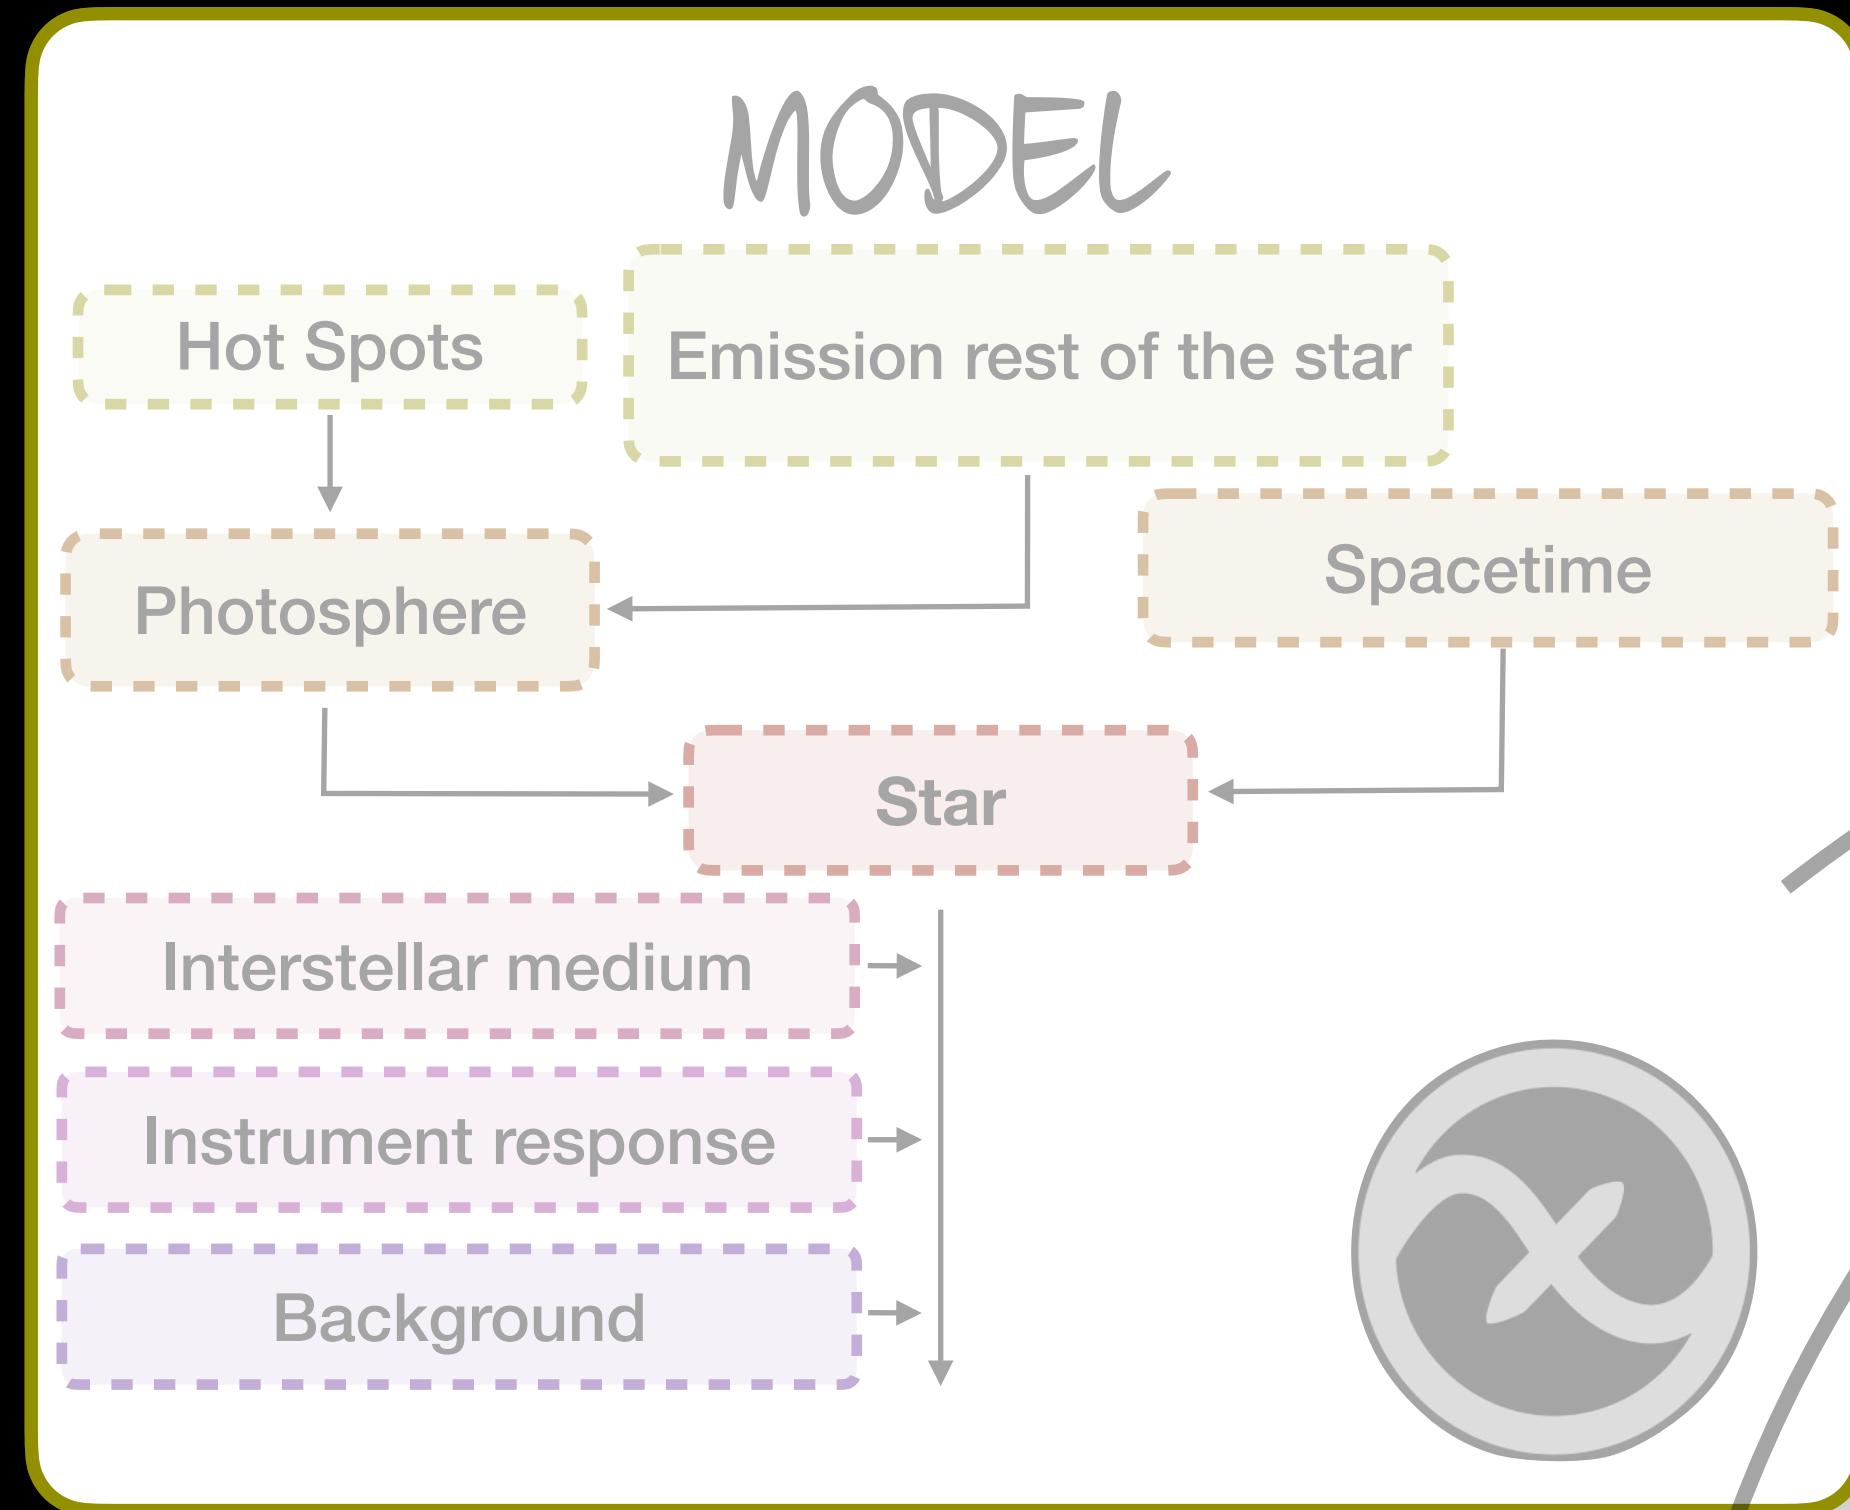 MODEL
Hot Spots
Emission rest of the star
Photosphere
Spacetime
Star
Interstellar medium
Instrument response
Background